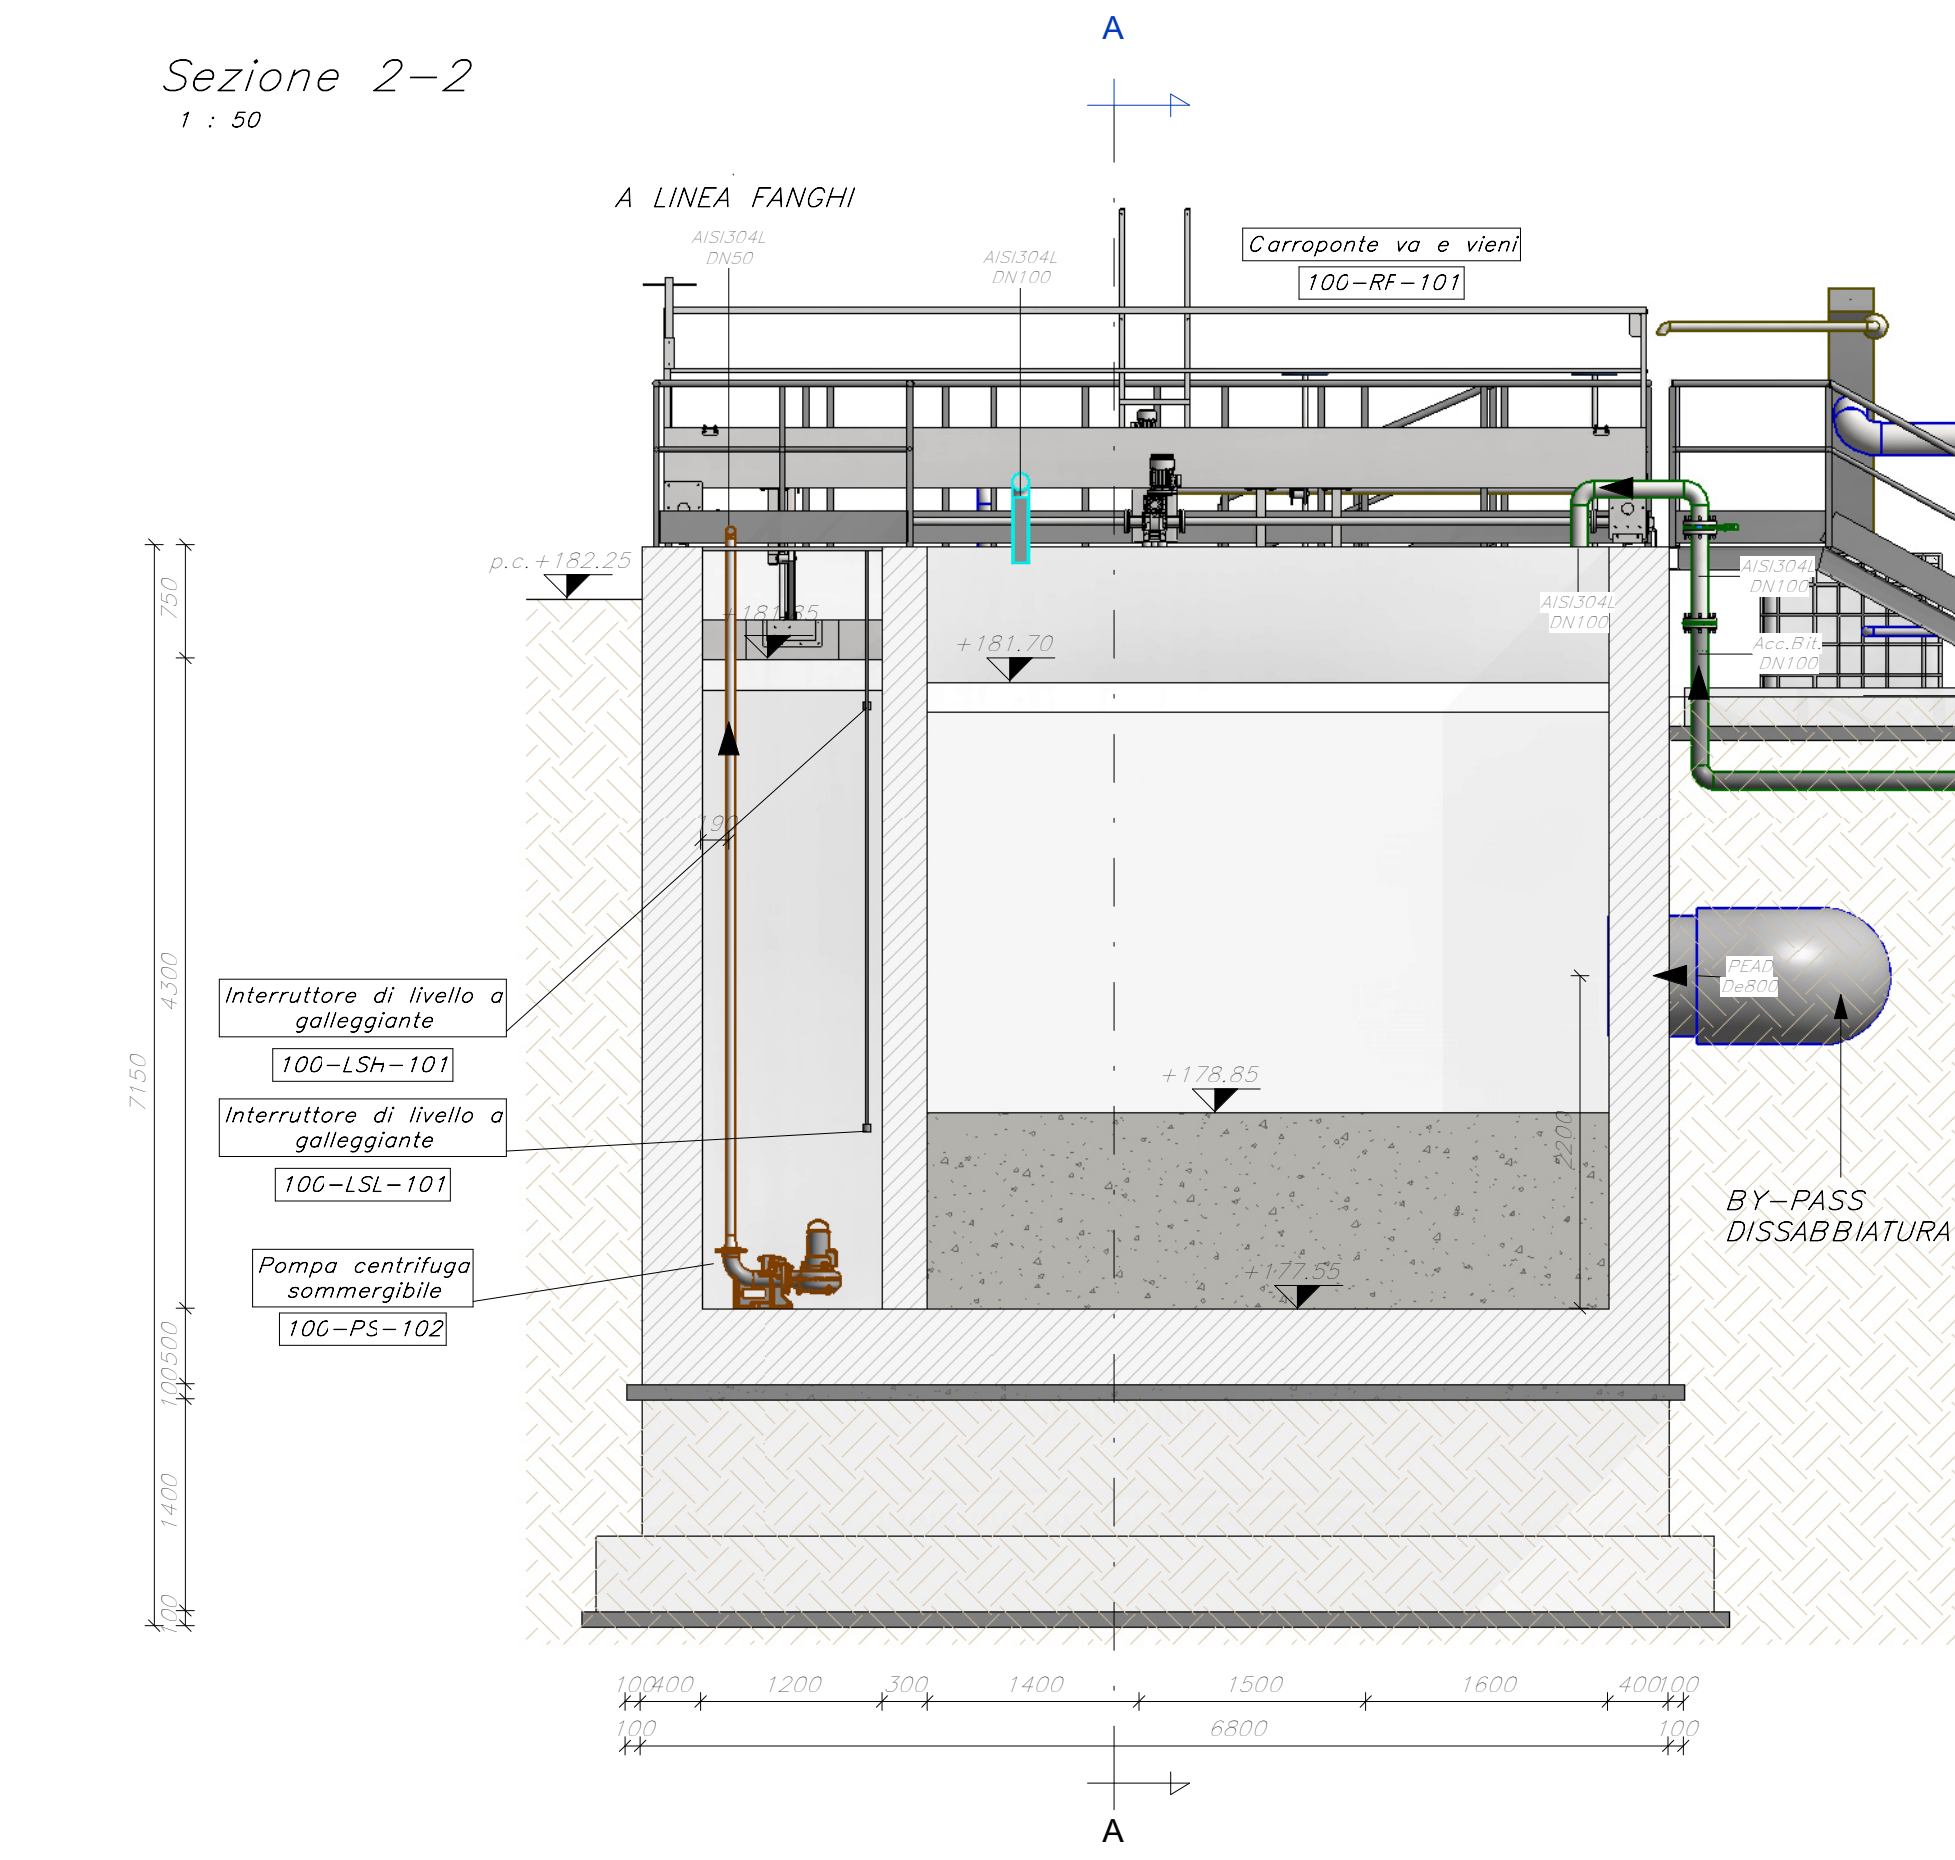 A
Sezione 2-2
1 : 50
A LINEA FANGHI
AISI304L
DN50
AISI304L
DN100
Carroponte va e vieni
100-RF-101
p.c.+182.25
+181.85
+181.70
AISI304L
DN100
AISI304L
DN100
Acc.Bit.
DN100
750
190
4300
7150
Interruttore di livello a
galleggiante
100-LSH-101
Interruttore di livello a
galleggiante
100-LSL-101
PEAD
De800
+178.85
2200
BY-PASS
DISSABBIATURA
Pompa centrifuga
sommergibile
100-PS-102
+177.55
500
100
1400
100
100 400 1200 300 1400 1500 1600 400 100
100 6800 100
A